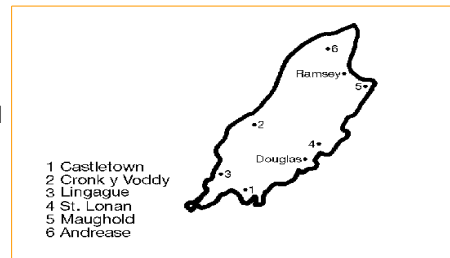 6
Ramsey
5
2
4
Douglas
3
1
1 Castletown
2 Cronk y Voddy
3 Lingague
4 St. Lonan
5 Maughold
6 Andrease